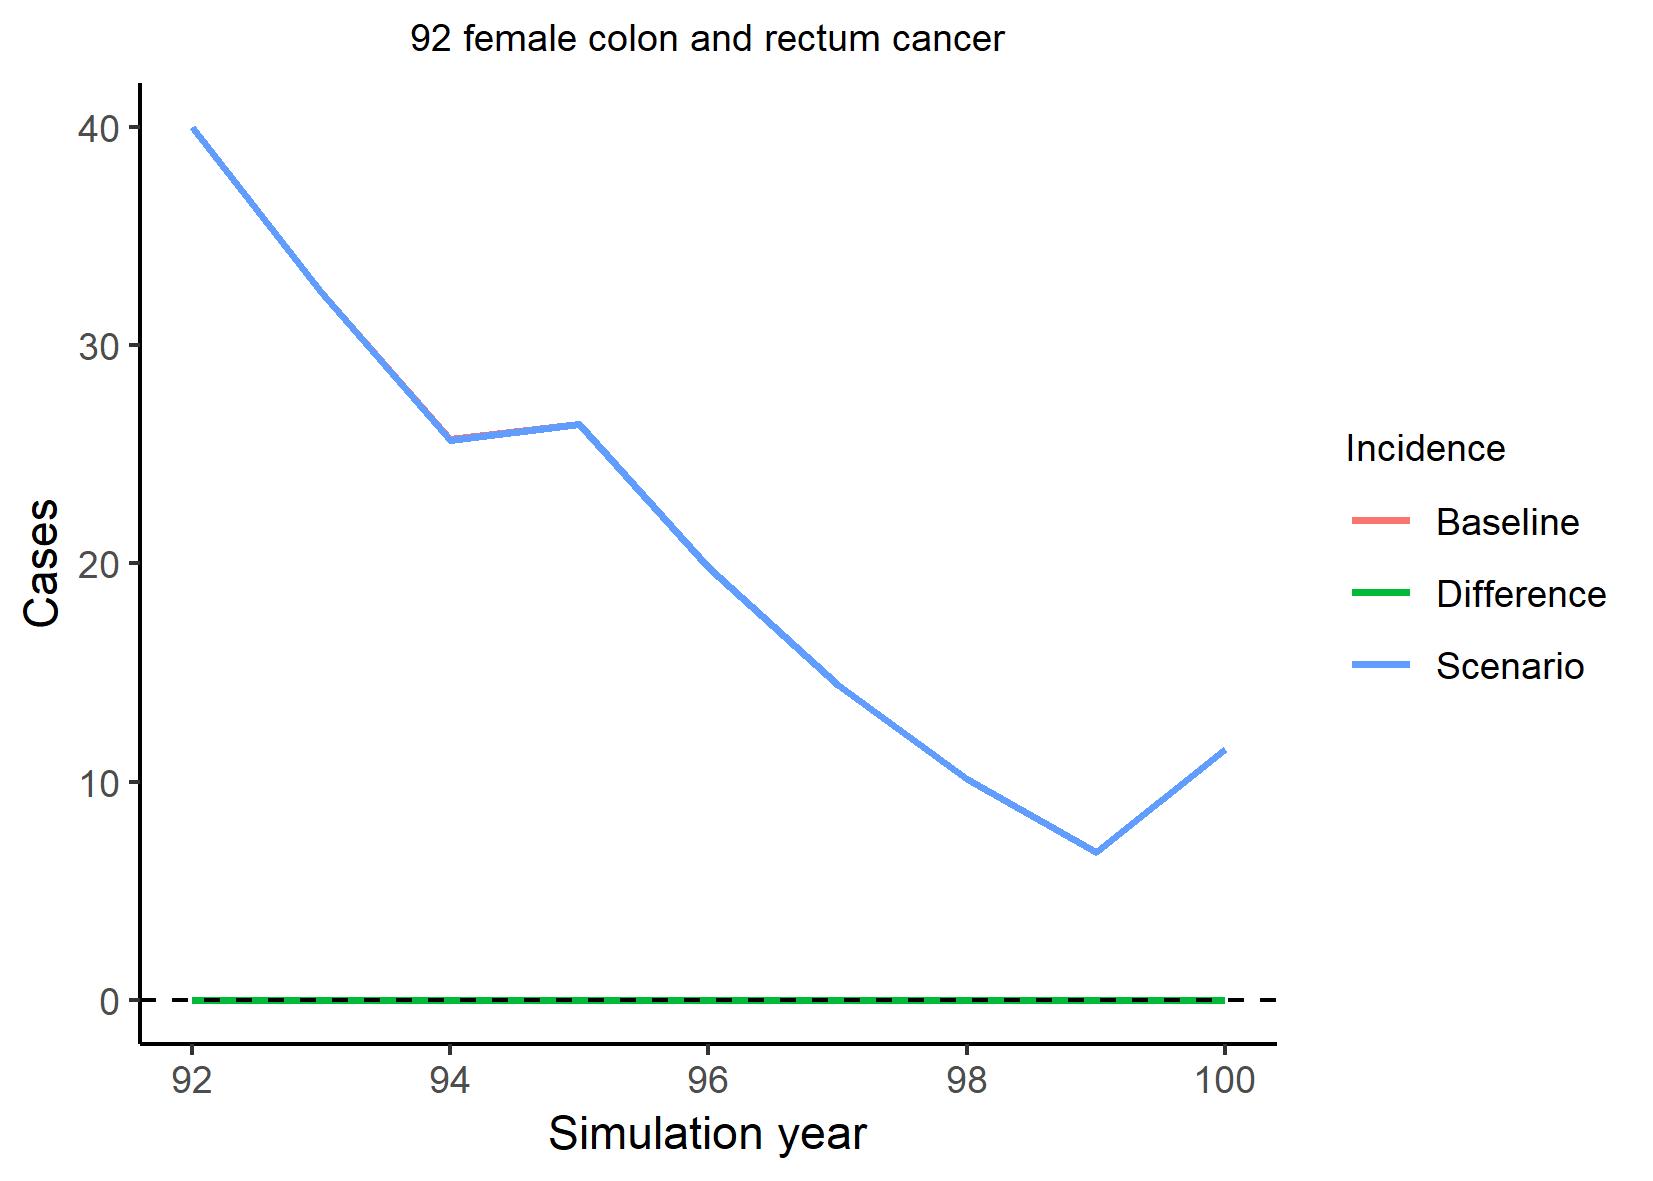 92 female colon and rectum cancer
40
30
20
10
0
Cases
92 94 96 98 100
Simulation year
Incidence
Baseline
Difference
Scenario